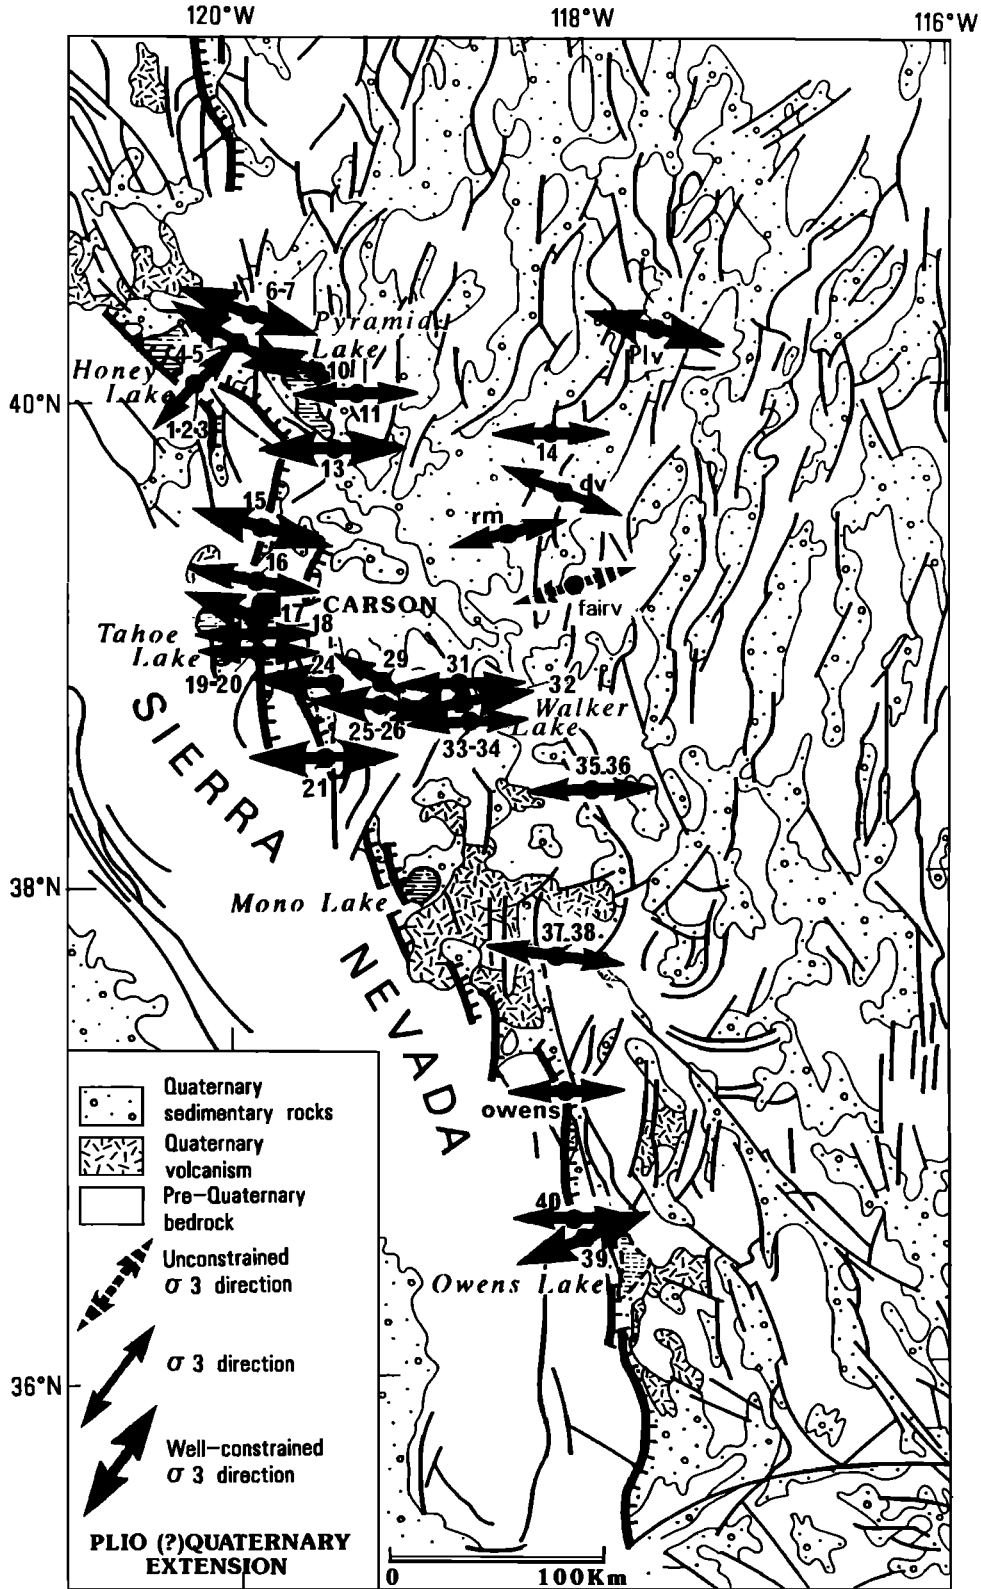 120°W 118°W 116°W
6-7
Pyramid
Lake
Plv
4-5
10
Honey
Lake
11
40°N
1-2-3
13
14
dv
15
rm
16
fairv
17
CARSON
18
Tahoe
Lake
24
29
31
19-20
32
Walker
Lake
25-26
33-34
SIERRA
NEVADA
21
35.36
38°N
Mono Lake
37.38
owens
40
39
Owens Lake
36°N
Quaternary
sedimentary rocks
Quaternary
volcanism
Pre-Quaternary
bedrock
Unconstrained
σ 3 direction
σ 3 direction
Well-constrained
σ 3 direction
PLIO (?)QUATERNARY
EXTENSION
0 100Km